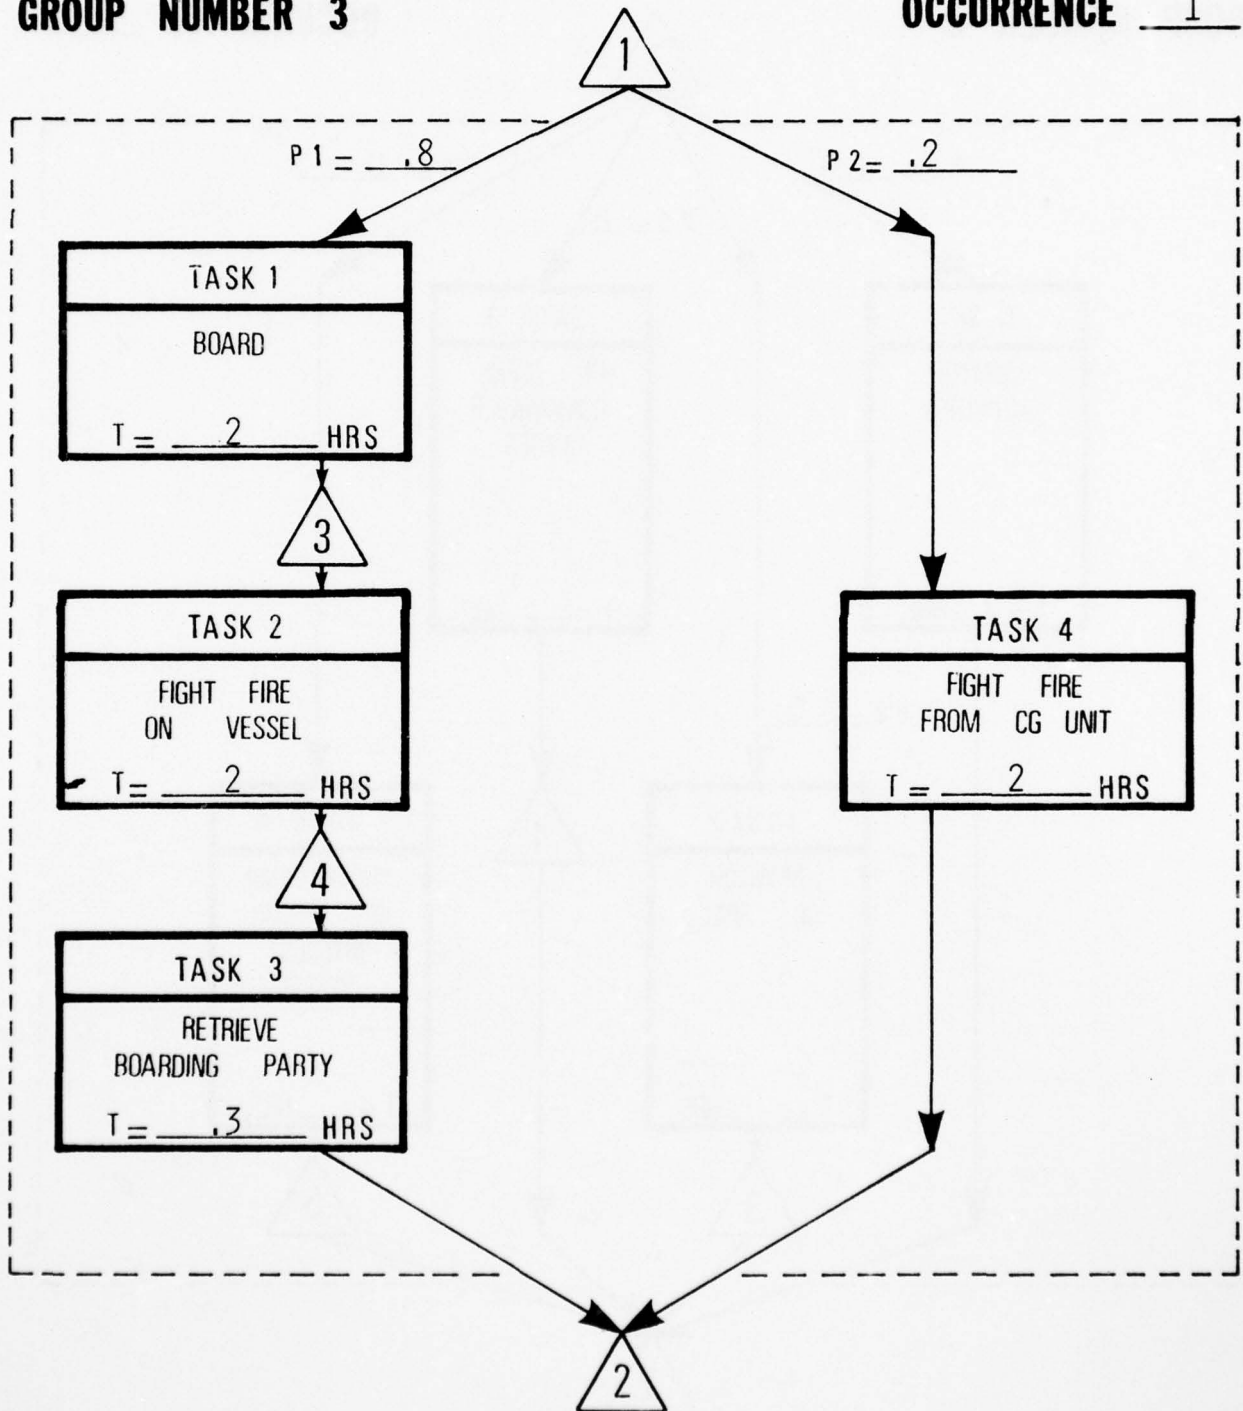 GROUP NUMBER 3
OCCURRENCE 1
1
P1 = .8
P2 = .2
TASK 1
BOARD
T = 2 HRS
3
TASK 2
FIGHT FIRE
ON VESSEL
T = 2 HRS
TASK 4
FIGHT FIRE
FROM CG UNIT
T = 2 HRS
4
TASK 3
RETRIEVE
BOARDING PARTY
T = .3 HRS
2